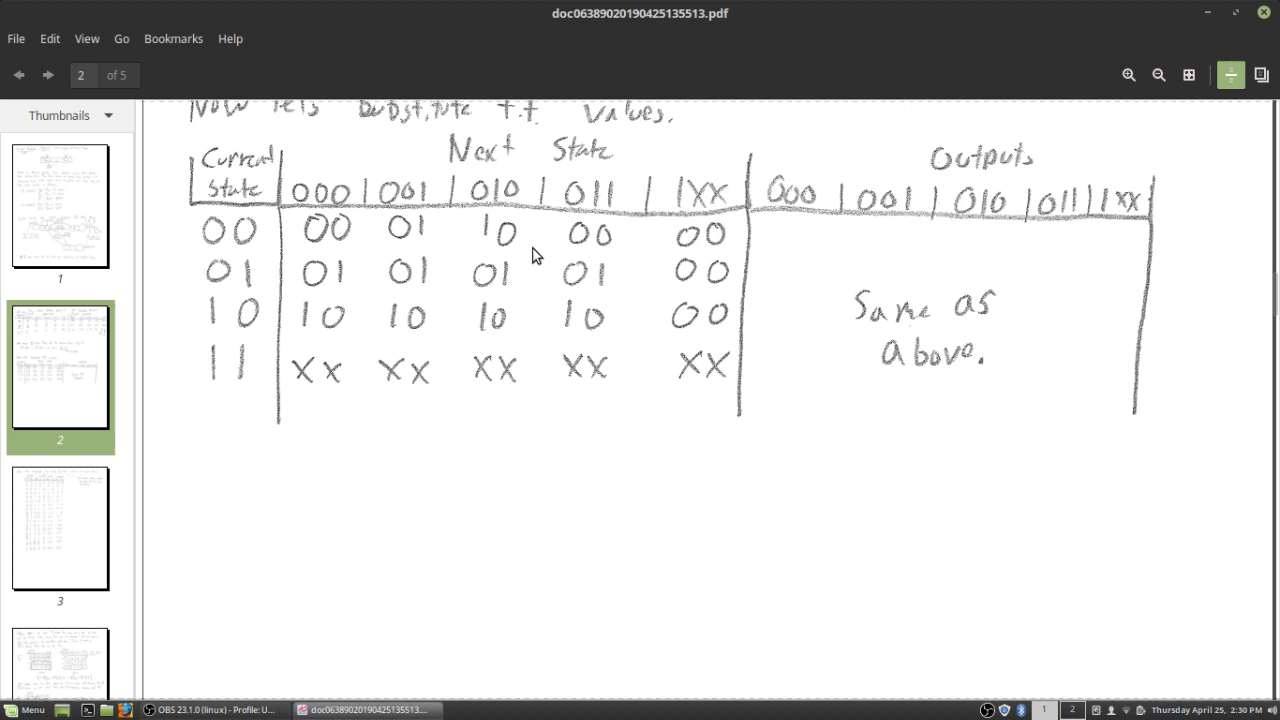 doc06389020190425135513.pdf
File Edit View Go Bookmarks Help
2 of 5
Thumbnails
1
2
3
Now lets Substitute F.F. Values.
Current state | Next State | Outputs
000 | 001 | 010 | 011 | 1XX | 000 | 001 | 010 | 011 | 1XX
00 00 01 10 00 00
01 01 01 01 01 00
10 10 10 10 10 00
11 XX XX XX XX XX
Same as
above.
Menu OBS 23.1.0 (linux) - Profile: U... doc06389020190425135513.... 1 2 Thursday April 25, 2:30 PM